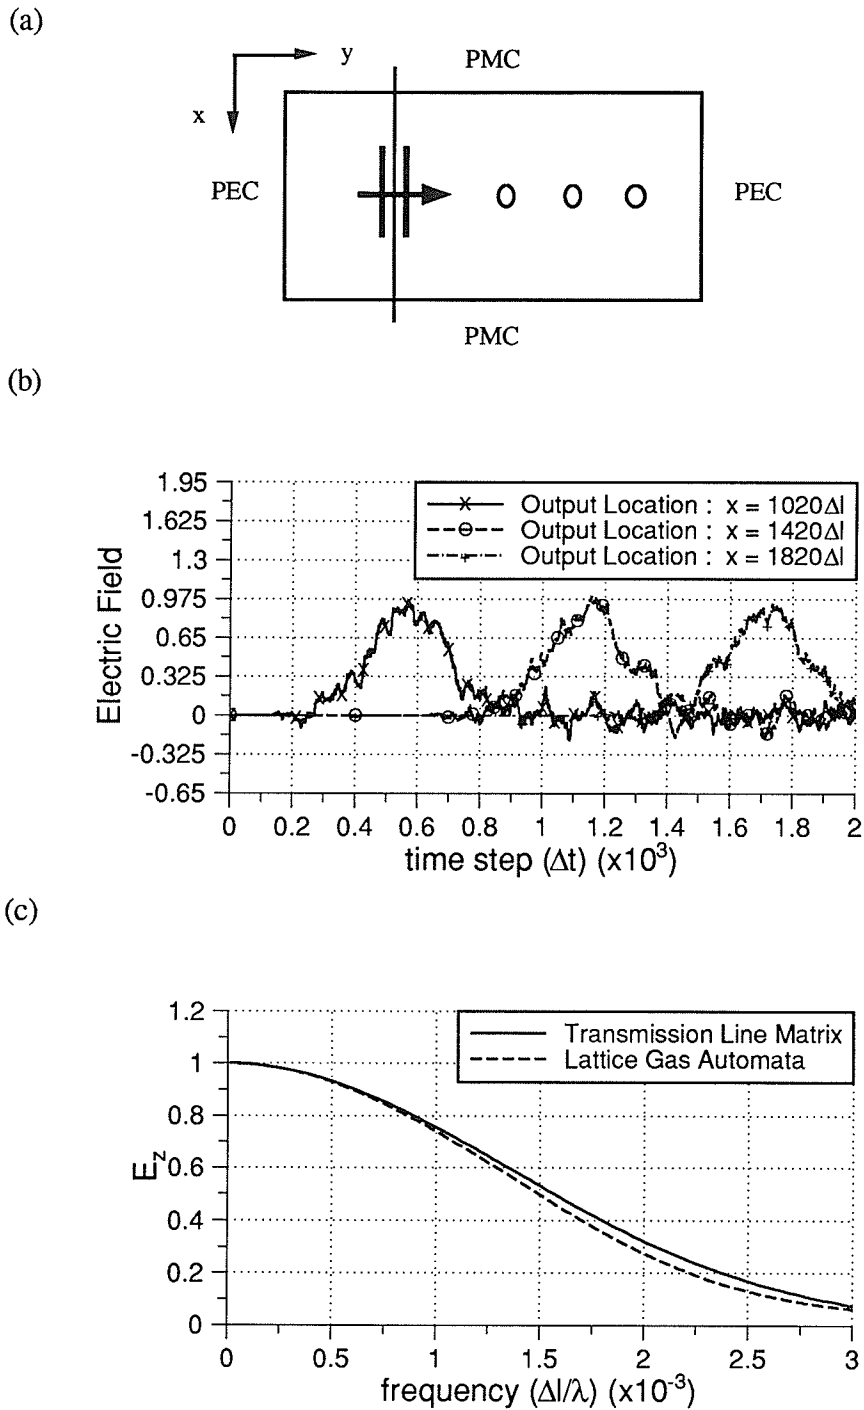 (a)
y
PMC
x
PEC
PEC
PMC
(b)
Electric Field
1.95
1.625
1.3
0.975
0.65
0.325
0
-0.325
-0.65
Output Location : x = 1020Δl
Output Location : x = 1420Δl
Output Location : x = 1820Δl
0 0.2 0.4 0.6 0.8 1 1.2 1.4 1.6 1.8 2
time step (Δt) (x10³)
(c)
E_z
1.2
1
0.8
0.6
0.4
0.2
0
Transmission Line Matrix
Lattice Gas Automata
0 0.5 1 1.5 2 2.5 3
frequency (Δl/λ) (x10⁻³)